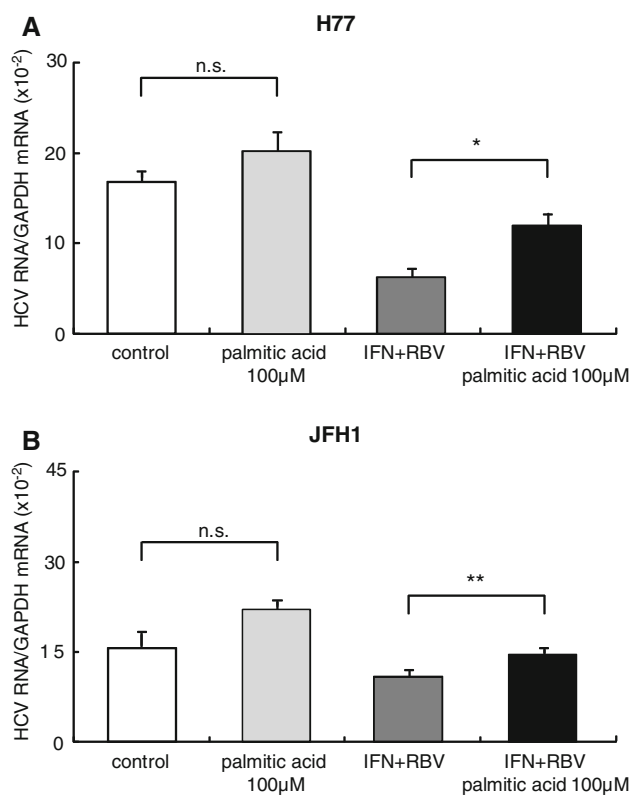 A
H77
HCV RNA/GAPDH mRNA (x10-2)
30
20
10
0
n.s.
*
control
palmitic acid
100µM
IFN+RBV
IFN+RBV
palmitic acid 100µM
B
JFH1
HCV RNA/GAPDH mRNA (x10-2)
45
30
15
0
n.s.
**
control
palmitic acid
100µM
IFN+RBV
IFN+RBV
palmitic acid 100µM